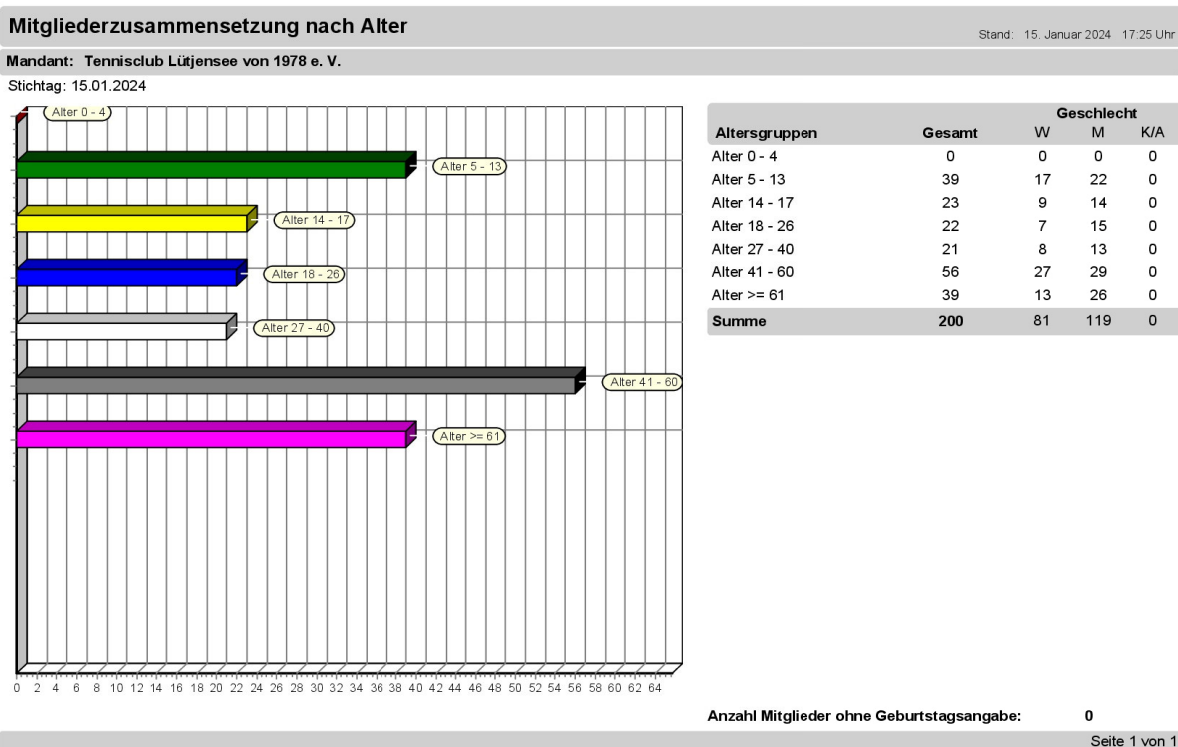 Mitgliederzusammensetzung nach Alter
Stand: 15. Januar 2024 17:25 Uhr
Mandant: Tennisclub Lütjensee von 1978 e. V.
Stichtag: 15.01.2024
Alter 0 - 4
Alter 5 - 13
Alter 14 - 17
Alter 18 - 26
Alter 27 - 40
Alter 41 - 60
Alter >= 61
0 2 4 6 8 10 12 14 16 18 20 22 24 26 28 30 32 34 36 38 40 42 44 46 48 50 52 54 56 58 60 62 64
Geschlecht
Altersgruppen Gesamt W M K/A
Alter 0 - 4 0 0 0 0
Alter 5 - 13 39 17 22 0
Alter 14 - 17 23 9 14 0
Alter 18 - 26 22 7 15 0
Alter 27 - 40 21 8 13 0
Alter 41 - 60 56 27 29 0
Alter >= 61 39 13 26 0
Summe 200 81 119 0
Anzahl Mitglieder ohne Geburtstagsangabe: 0
Seite 1 von 1